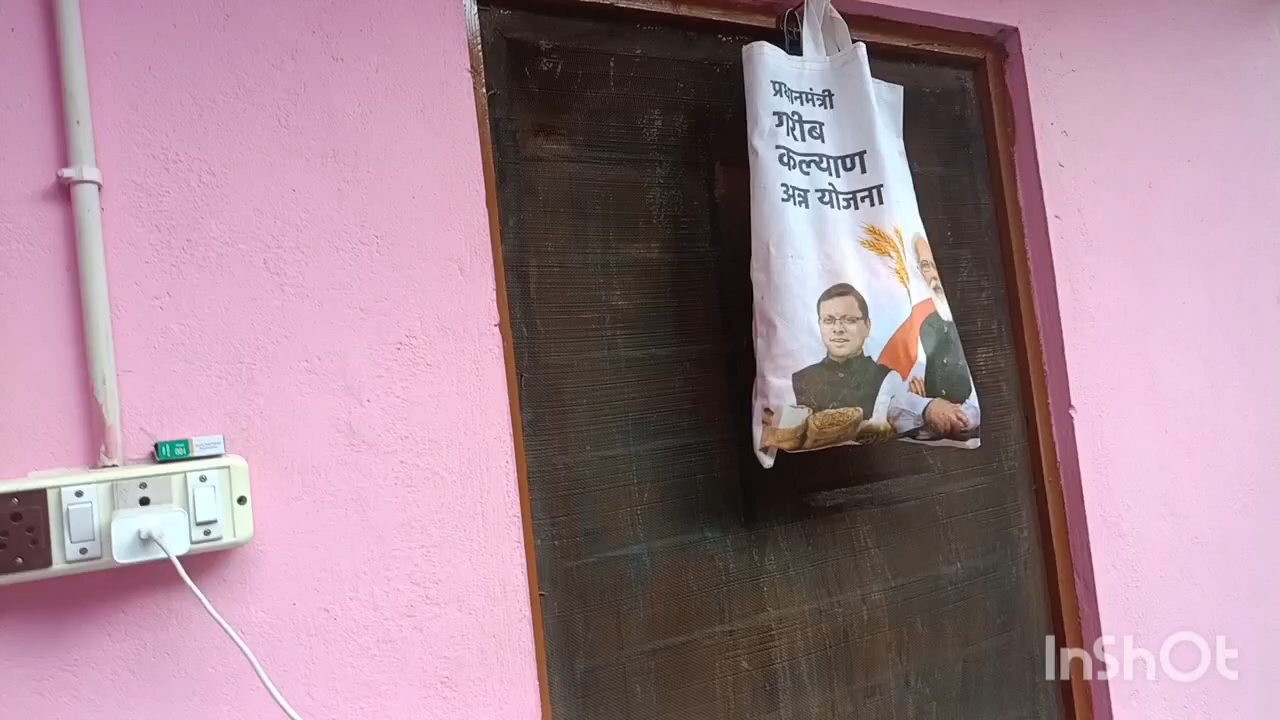 प्रधानमंत्री
गरीब
कल्याण
अन्न योजना
InShOt